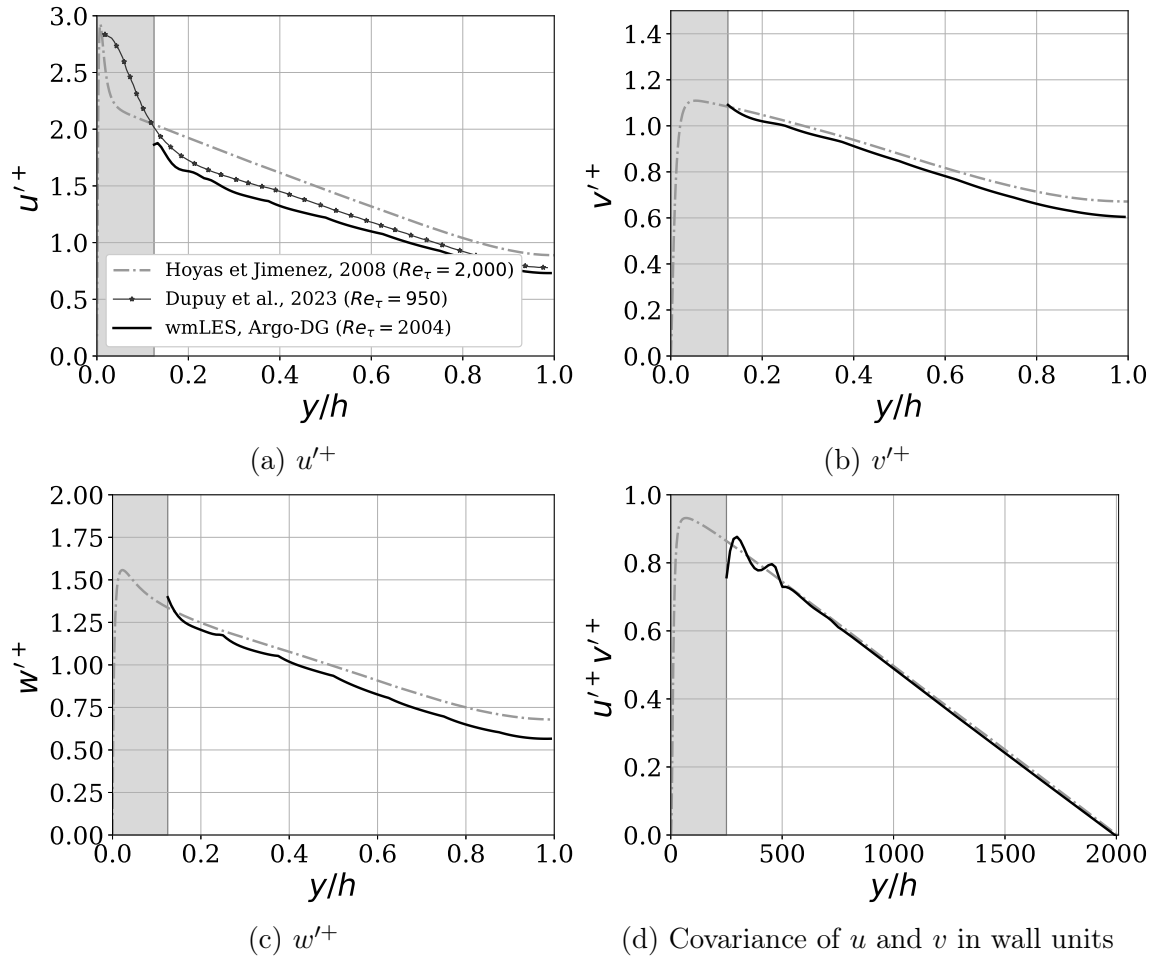 3.0
2.5
2.0
1.5
1.0
0.5
0.0
u′⁺
Hoyas et Jimenez, 2008 (Re_τ = 2,000)
Dupuy et al., 2023 (Re_τ = 950)
wmLES, Argo-DG (Re_τ = 2004)
0.0 0.2 0.4 0.6 0.8 1.0
y/h
(a) u′⁺
1.4
1.2
1.0
0.8
0.6
0.4
0.2
0.0
v′⁺
0.0 0.2 0.4 0.6 0.8 1.0
y/h
(b) v′⁺
2.00
1.75
1.50
1.25
1.00
0.75
0.50
0.25
0.00
w′⁺
0.0 0.2 0.4 0.6 0.8 1.0
y/h
(c) w′⁺
1.0
0.8
0.6
0.4
0.2
0.0
u′⁺v′⁺
0 500 1000 1500 2000
y/h
(d) Covariance of u and v in wall units